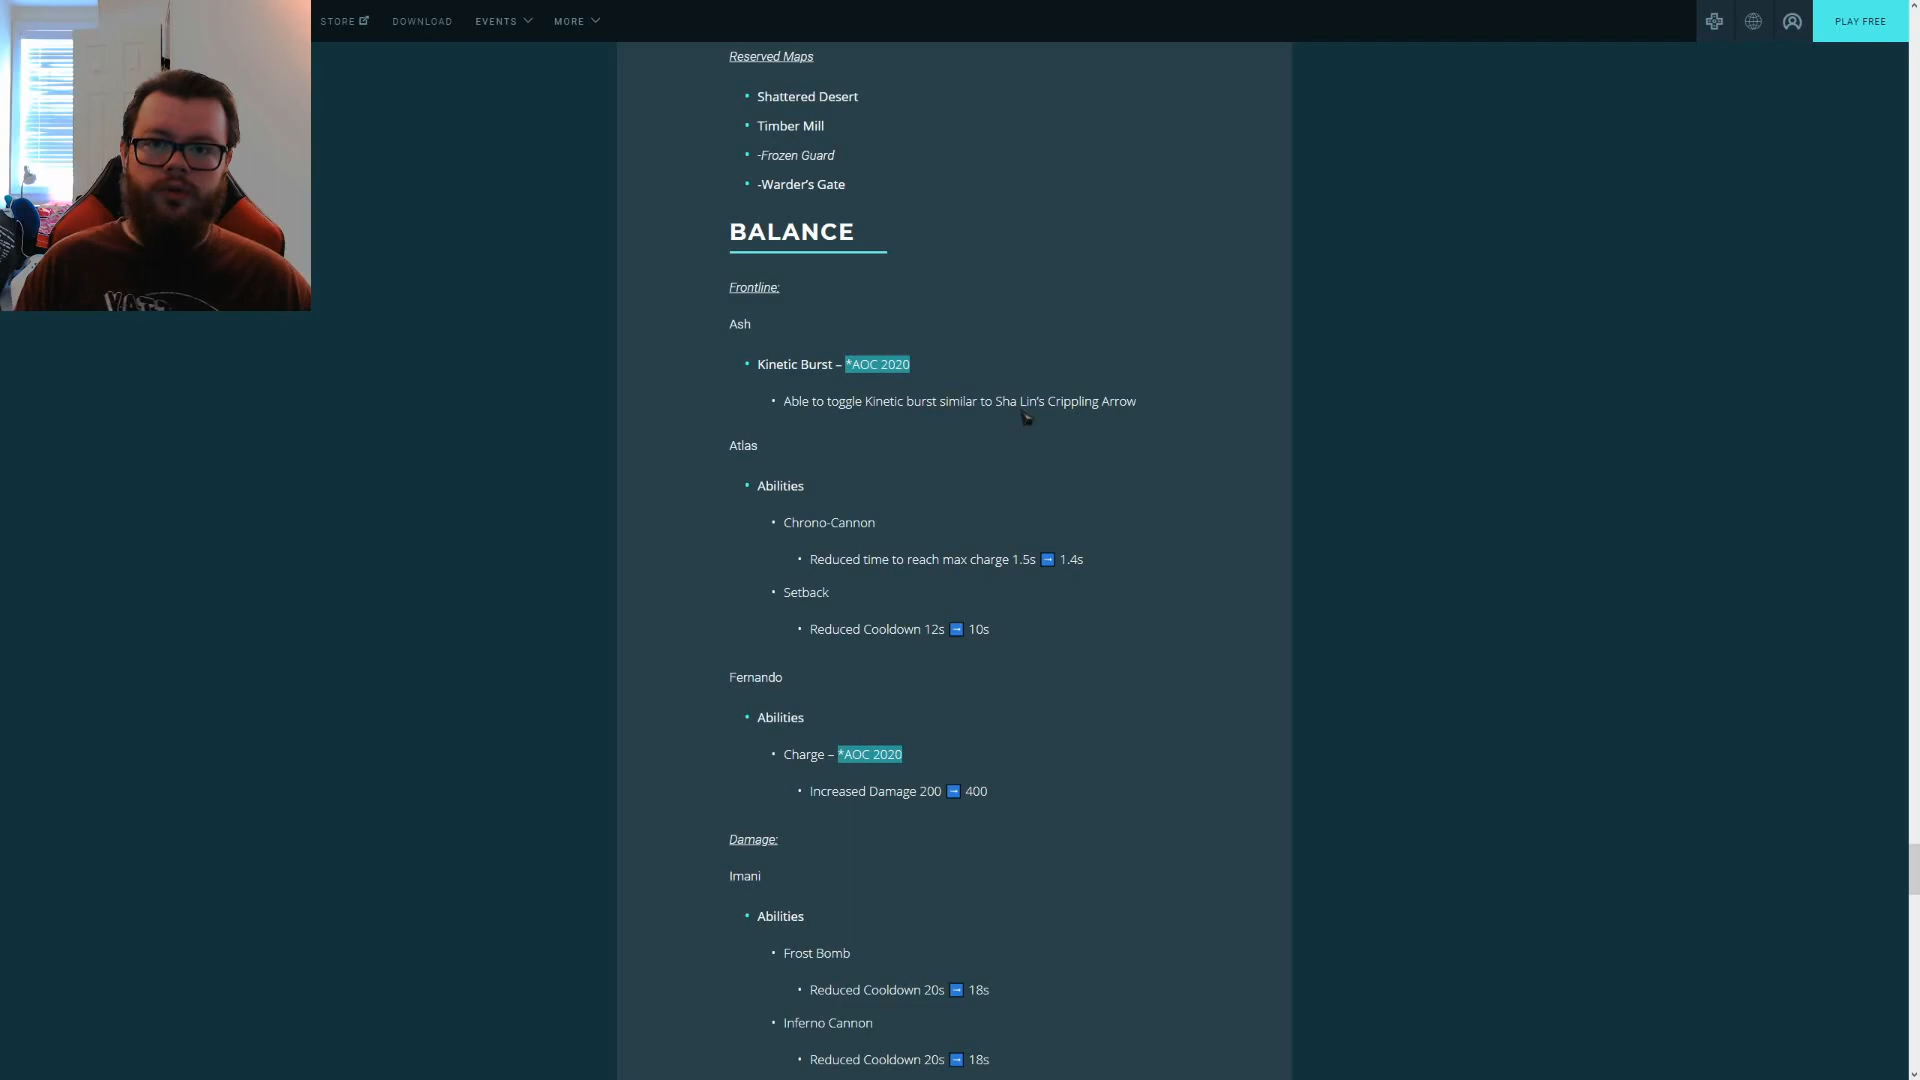 STORE DOWNLOAD EVENTS MORE PLAY FREE
Reserved Maps
• Shattered Desert
• Timber Mill
• -Frozen Guard
• -Warder’s Gate
BALANCE
Frontline:
Ash
• Kinetic Burst – *AOC 2020
• Able to toggle Kinetic burst similar to Sha Lin’s Crippling Arrow
Atlas
• Abilities
• Chrono-Cannon
• Reduced time to reach max charge 1.5s ➡ 1.4s
• Setback
• Reduced Cooldown 12s ➡ 10s
Fernando
• Abilities
• Charge – *AOC 2020
• Increased Damage 200 ➡ 400
Damage:
Imani
• Abilities
• Frost Bomb
• Reduced Cooldown 20s ➡ 18s
• Inferno Cannon
• Reduced Cooldown 20s ➡ 18s